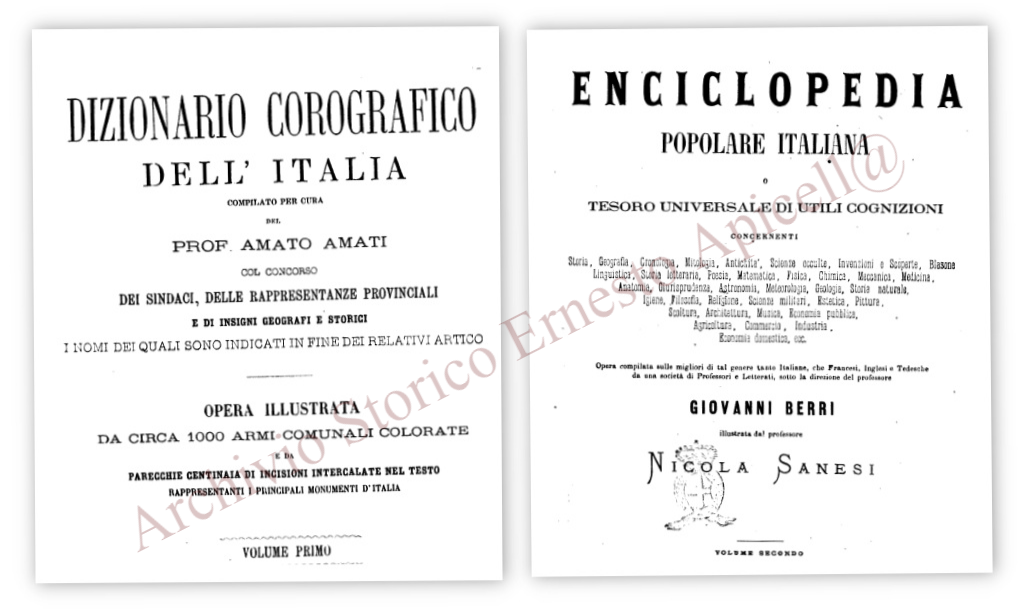 DIZIONARIO COROGRAFICO
DELL' ITALIA
COMPILATO PER CURA
DEL
PROF. AMATO AMATI
COL CONCORSO
DEI SINDACI, DELLE RAPPRESENTANZE PROVINCIALI
E DI INSIGNI GEOGRAFI E STORICI
I NOMI DEI QUALI SONO INDICATI IN FINE DEI RELATIVI ARTICO
OPERA ILLUSTRATA
DA CIRCA 1000 ARMI COMUNALI COLORATE
E DA
PARECCHIE CENTINAIA DI INCISIONI INTERCALATE NEL TESTO
RAPPRESENTANTI I PRINCIPALI MONUMENTI D'ITALIA
VOLUME PRIMO
ENCICLOPEDIA
POPOLARE ITALIANA
O
TESORO UNIVERSALE DI UTILI COGNIZIONI
CONCERNENTI
Storia, Geografia, Cronologia, Mitologia, Antichita', Scienze occulte, Invenzioni e Scoperte, Blasone
Linguistica, Storia letteraria, Poesia, Matematica, Fisica, Chimica, Meccanica, Medicina,
Anatomia, Giurisprudenza, Astronomia, Meteorologia, Geologia, Storia naturale,
Igiene, Filosofia, Religione, Scienze militari, Estetica, Pittura,
Scultura, Architettura, Musica, Economia pubblica,
Agricoltura, Commercio, Industria,
Economia domestica, ecc.
Opera compilata sulle migliori di tal genere tanto Italiane, che Francesi, Inglesi e Tedesche
da una società di Professori e Letterati, sotto la direzione del professore
GIOVANNI BERRI
illustrata dal professore
NICOLA SANESI
VOLUME SECONDO
Archivio Storico Ernesto Apicell@